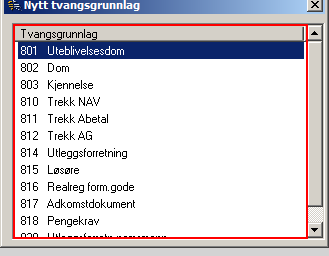 Nytt tvangsgrunnlag
Tvangsgrunnlag
801 Uteblivelsesdom
802 Dom
803 Kjennelse
810 Trekk NAV
811 Trekk Abetal
812 Trekk AG
814 Utleggsforretning
815 Løsøre
816 Realreg form.gode
817 Adkomstdokument
818 Pengekrav